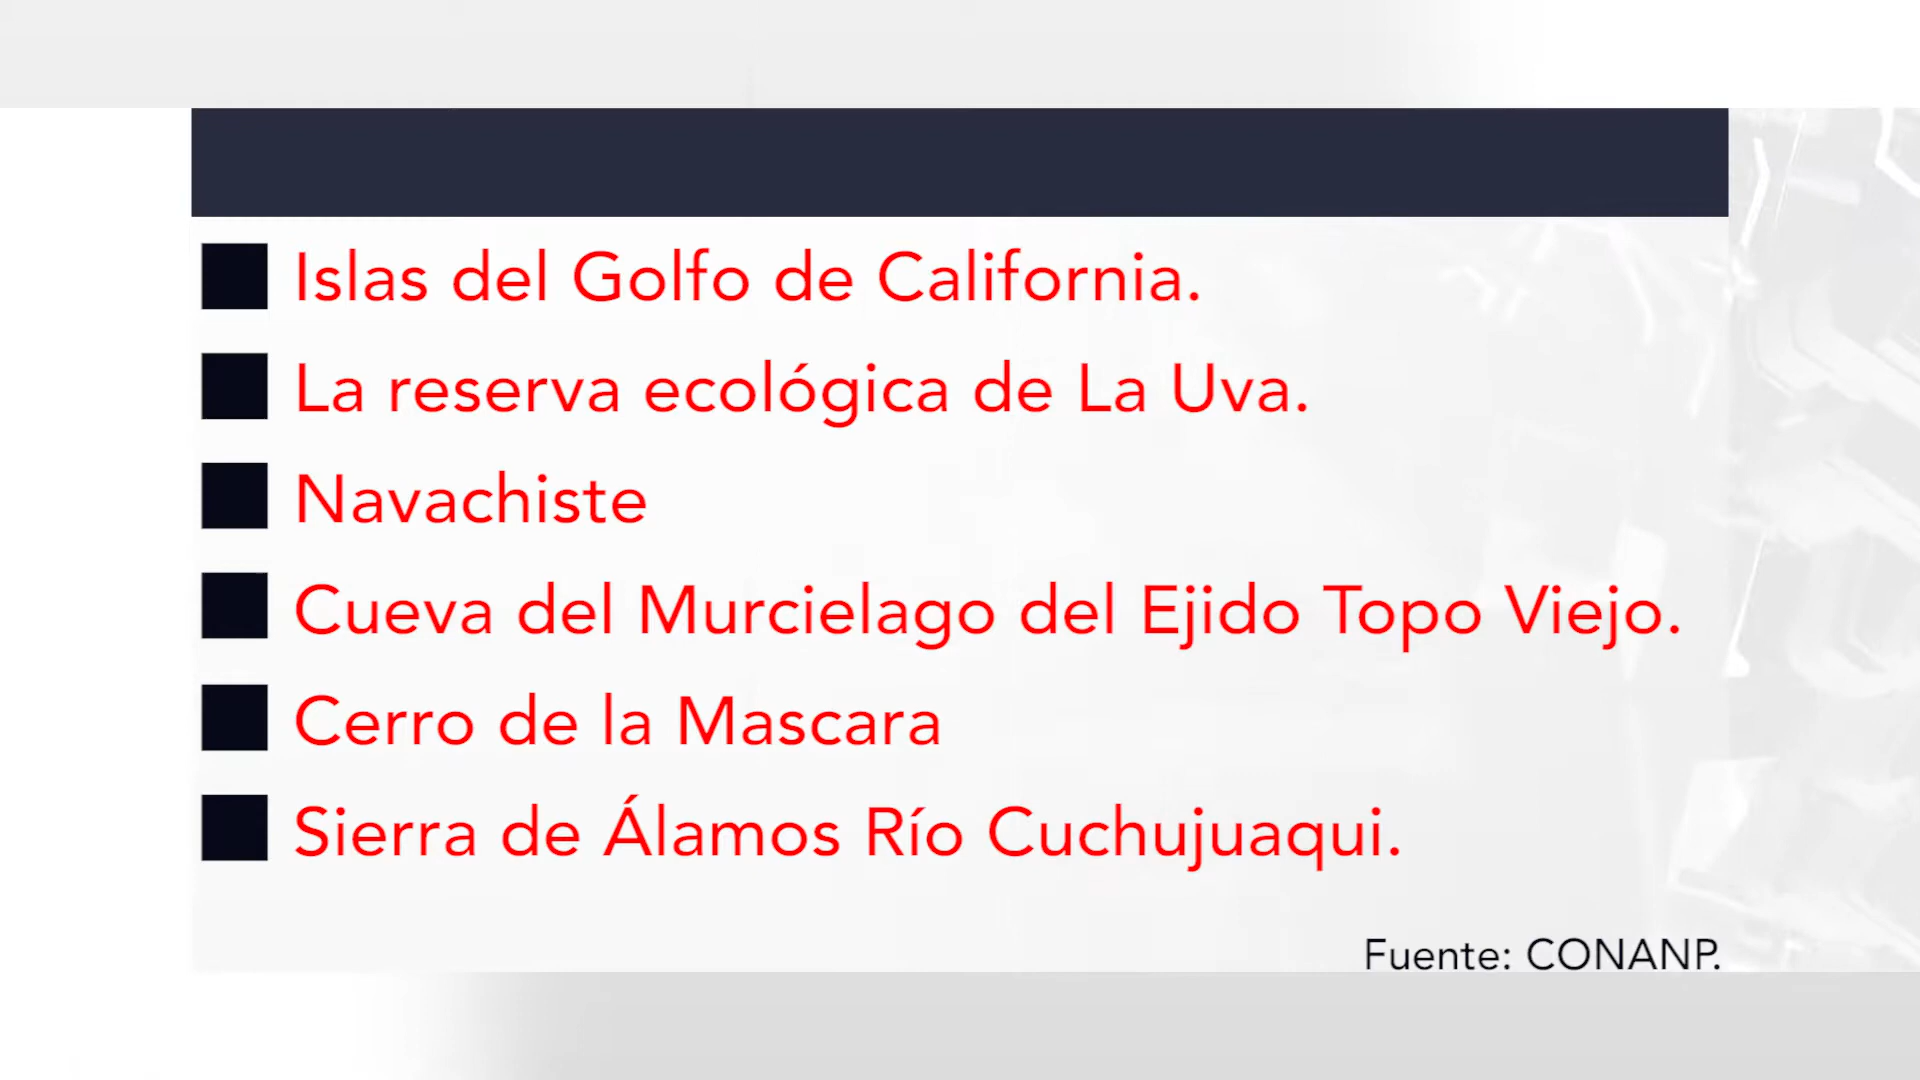 Islas del Golfo de California.
La reserva ecológica de La Uva.
Navachiste
Cueva del Murcielago del Ejido Topo Viejo.
Cerro de la Mascara
Sierra de Álamos Río Cuchujuaqui.
Fuente: CONANP.